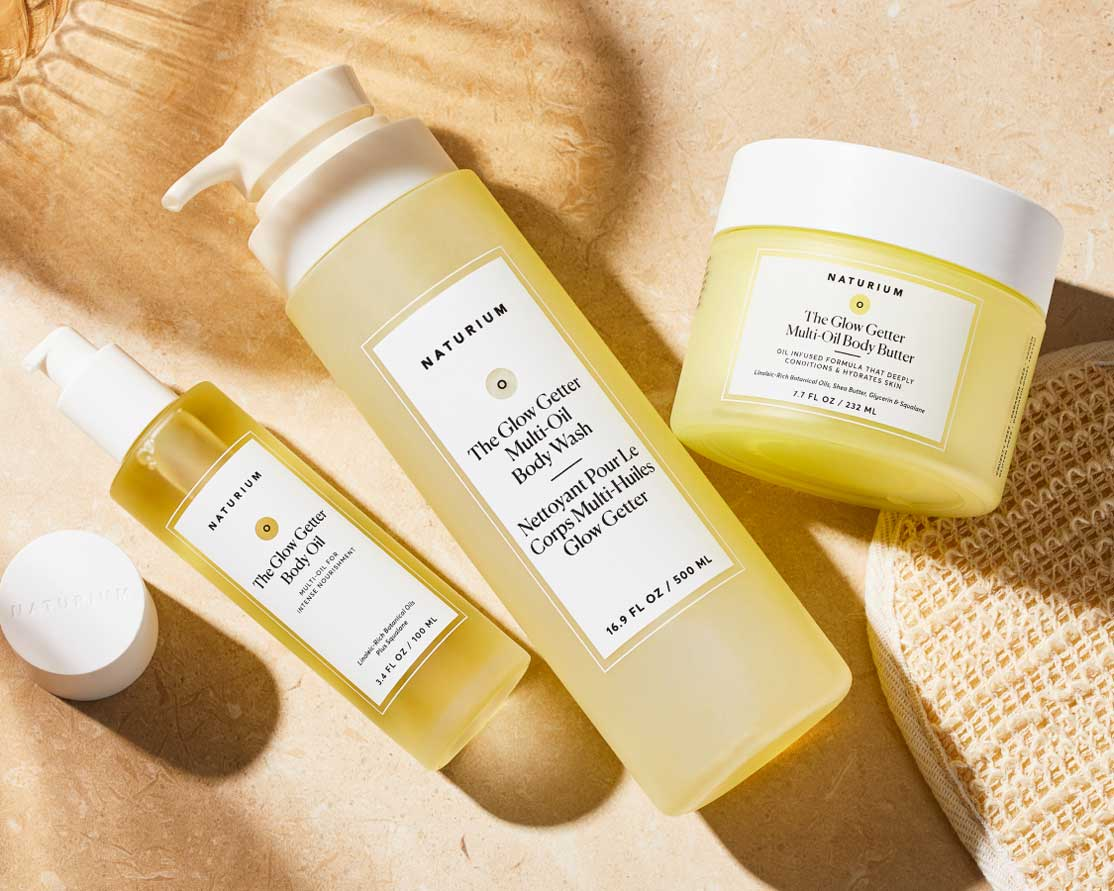 NATURIUM
NATURIUM
O
The Glow Getter
Body Oil
MULTI-OIL FOR
INTENSE NOURISHMENT
Linoleic-Rich Botanical Oils
Plus Squalane
3.4 FL OZ / 100 ML
NATURIUM
O
The Glow Getter
Multi-Oil
Body Wash
Nettoyant Pour Le
Corps Multi-Huiles
Glow Getter
16.9 FL OZ / 500 ML
NATURIUM
O
The Glow Getter
Multi-Oil Body Butter
OIL INFUSED FORMULA THAT DEEPLY
CONDITIONS & HYDRATES SKIN
Linoleic-Rich Botanical Oils, Shea Butter, Glycerin & Squalane
7.7 FL OZ / 232 ML